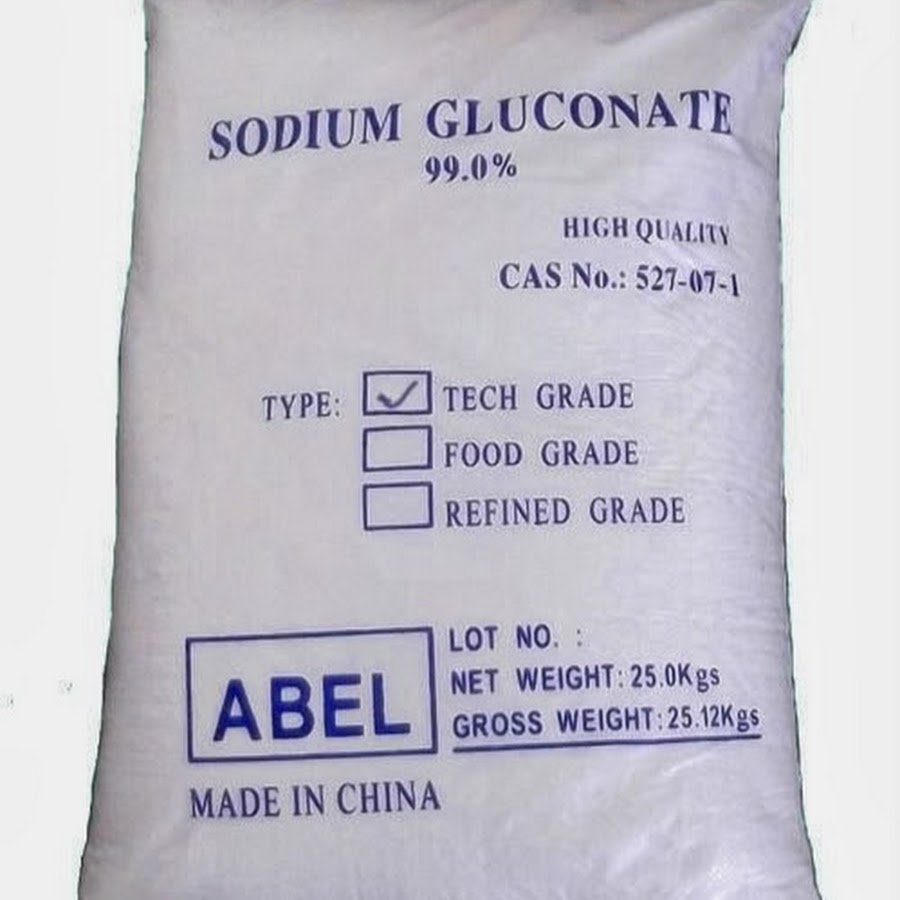 SODIUM GLUCONATE
99.0%
HIGH QUALITY
CAS No.: 527-07-1
TYPE: TECH GRADE
FOOD GRADE
REFINED GRADE
ABEL
LOT NO. :
NET WEIGHT: 25.0Kgs
GROSS WEIGHT: 25.12Kgs
MADE IN CHINA